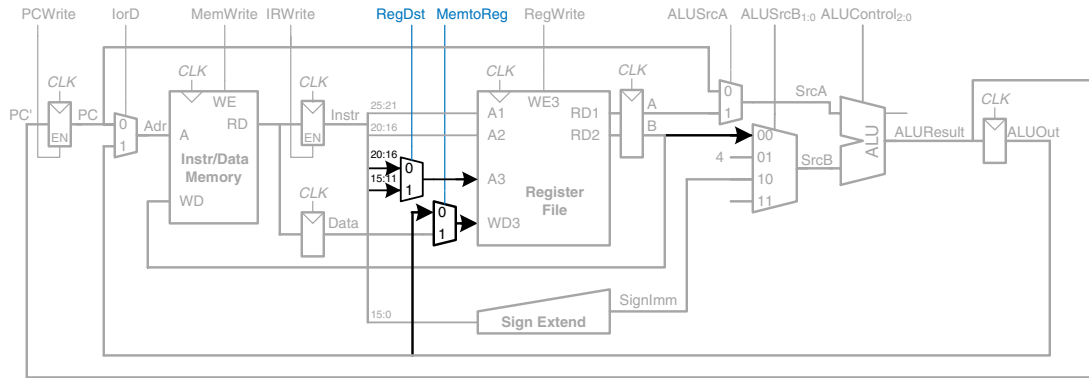 PCWrite IorD MemWrite IRWrite RegDst MemtoReg RegWrite ALUSrcA ALUSrcB1:0 ALUControl2:0
CLK CLK CLK CLK CLK CLK
PC' PC EN 0 1 Adr A WE RD WD Instr/Data Memory
EN Instr 25:21 20:16 20:16 15:11 0 1
CLK Data 0 1
A1 A2 A3 WD3 WE3 RD1 RD2 Register File
A B 0 1 SrcA
4 00 01 10 11 SrcB
ALU ALUResult ALUOut
15:0 Sign Extend SignImm